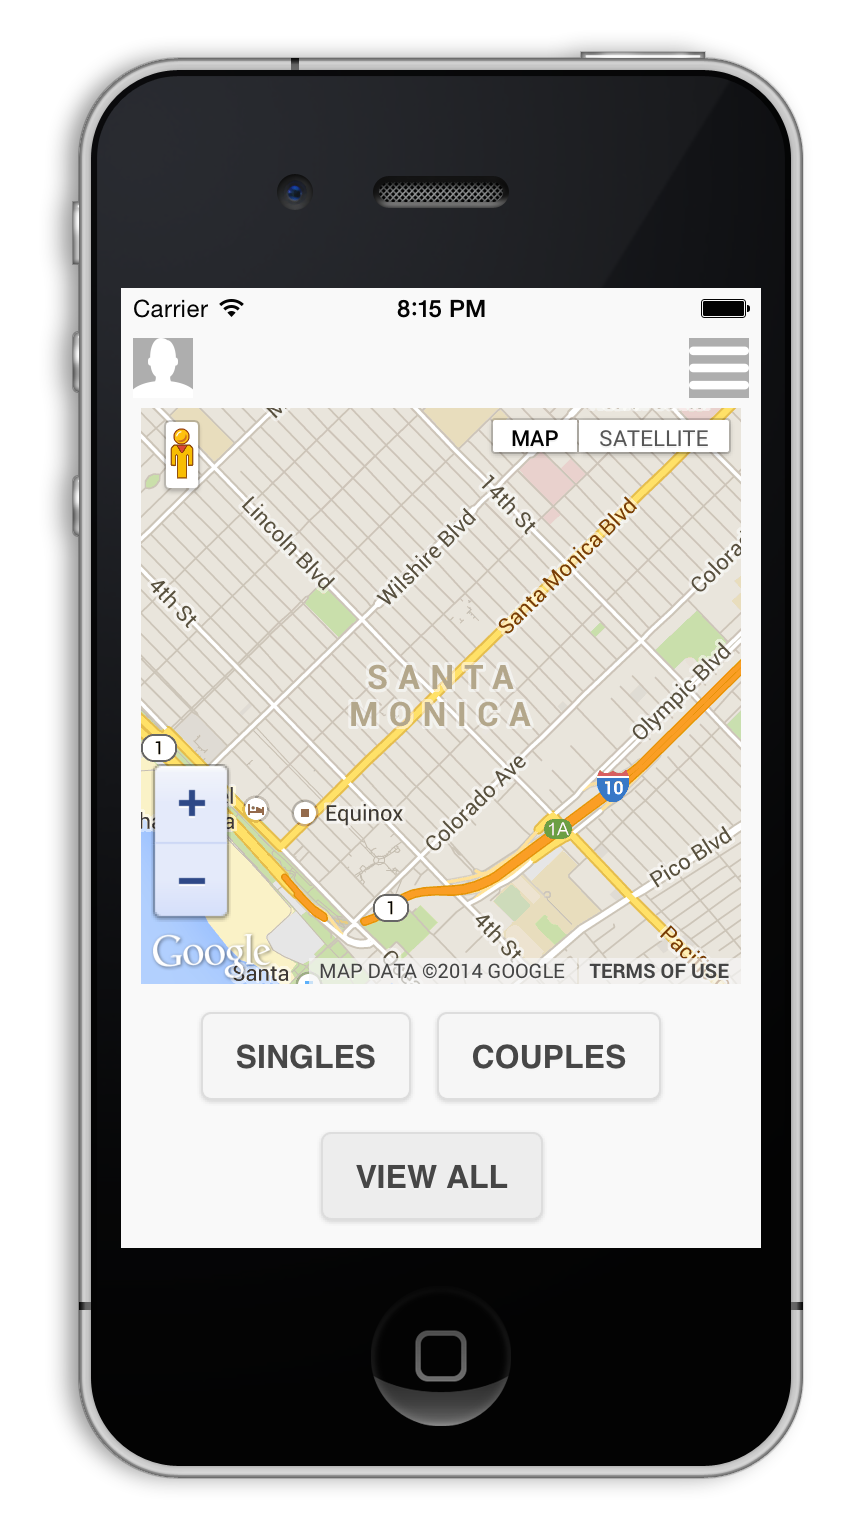 Carrier 8:15 PM
MAP SATELLITE
14th St
Lincoln Blvd
Wilshire Blvd
Santa Monica Blvd
4th St
SANTA
MONICA
Olympic Blvd
1
10
Equinox
Colorado Ave
1A
Pico Blvd
+
−
1
4th St
Google
Santa
MAP DATA ©2014 GOOGLE TERMS OF USE
SINGLES COUPLES
VIEW ALL